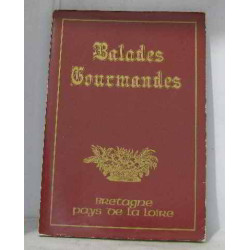 Balades
Gourmandes
BRETAGNE
PAYS DE LA LOIRE